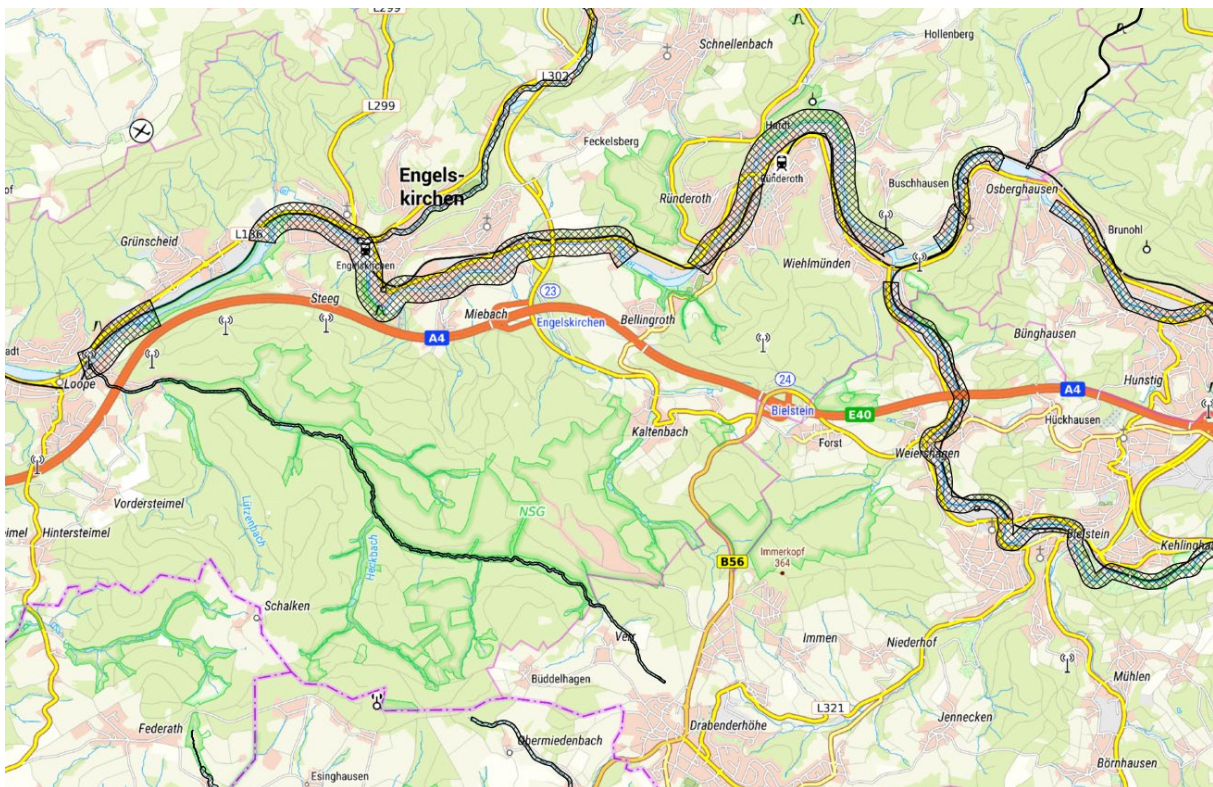 L299
Schnellenbach
Hollenberg
L302
L299
Feckelsberg
Hardt
Engels-
kirchen
Ründeroth
Buschhausen
Osberghausen
Ründeroth
Grünscheid
L136
Brunohl
Engelskirchen
Wiehlmünden
Steeg
23
Miebach
Engelskirchen
Bellingroth
Bünghausen
A4
Loope
24
A4
Hunstig
Bielstein
E40
Hückhausen
Kaltenbach
Forst
Weiershagen
Vordersteimel
Lützenbach
NSG
Hintersteimel
Heckbach
Bielstein
B56
Immerkopf
364
Schalken
Verr
Immen
Niederhof
Büddelhagen
Mühlen
L321
Federath
Drabenderhöhe
Jennecken
Obermiedenbach
Börnhausen
Esinghausen